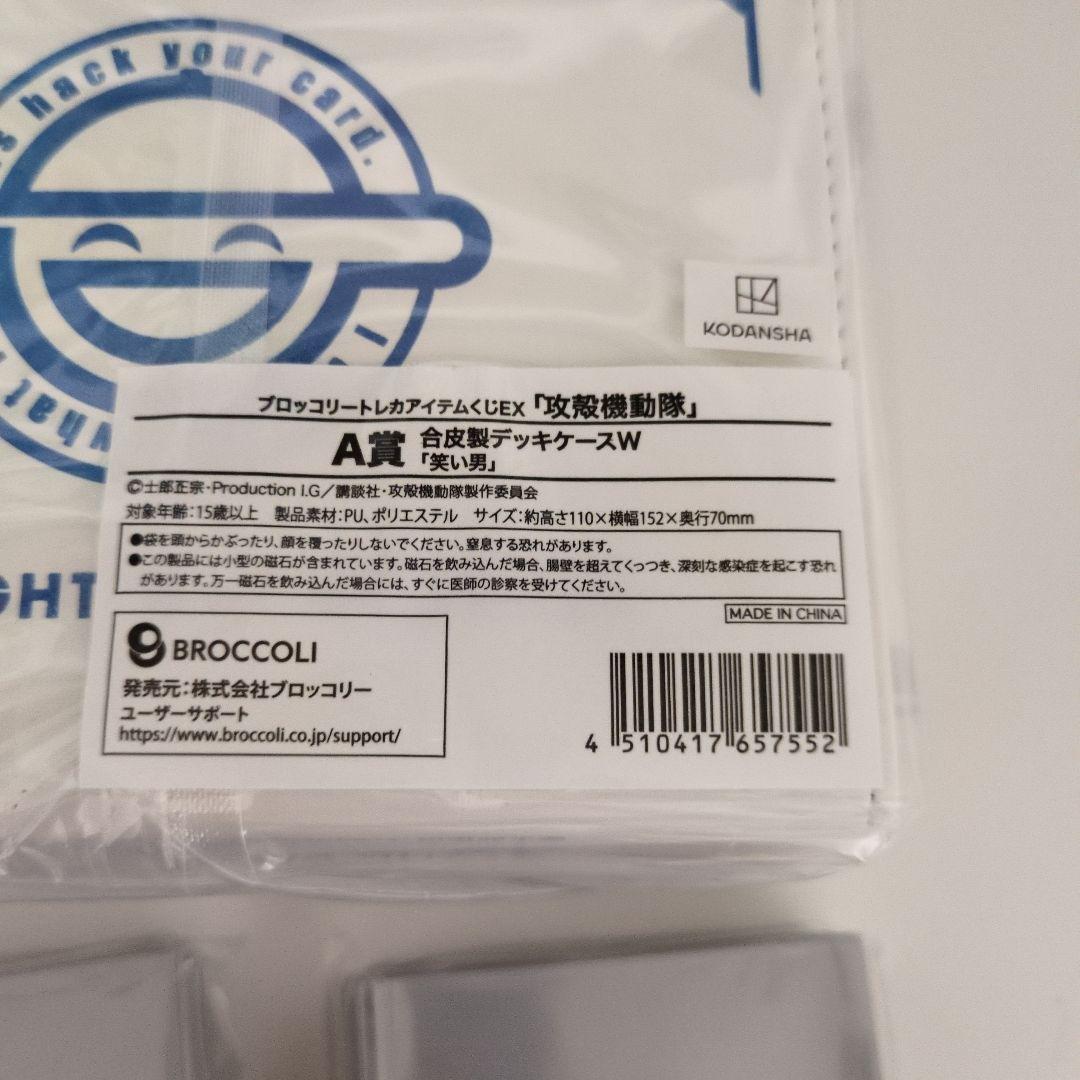 hack your card.
KODANSHA
ブロッコリートレカアイテムくじEX「攻殻機動隊」
A賞 合皮製デッキケースW
「笑い男」
©士郎正宗・Production I.G／講談社・攻殻機動隊製作委員会
対象年齢：15歳以上 製品素材：PU、ポリエステル サイズ：約高さ110×横幅152×奥行70mm
●袋を頭からかぶったり、顔を覆ったりしないでください。窒息する恐れがあります。
●この製品には小型の磁石が含まれています。磁石を飲み込んだ場合、腸壁を超えてくっつき、深刻な感染症を起こす恐れ
があります。万一磁石を飲み込んだ場合には、すぐに医師の診察を受けてください。
MADE IN CHINA
BROCCOLI
発売元：株式会社ブロッコリー
ユーザーサポート
https://www.broccoli.co.jp/support/
4 510417 657552